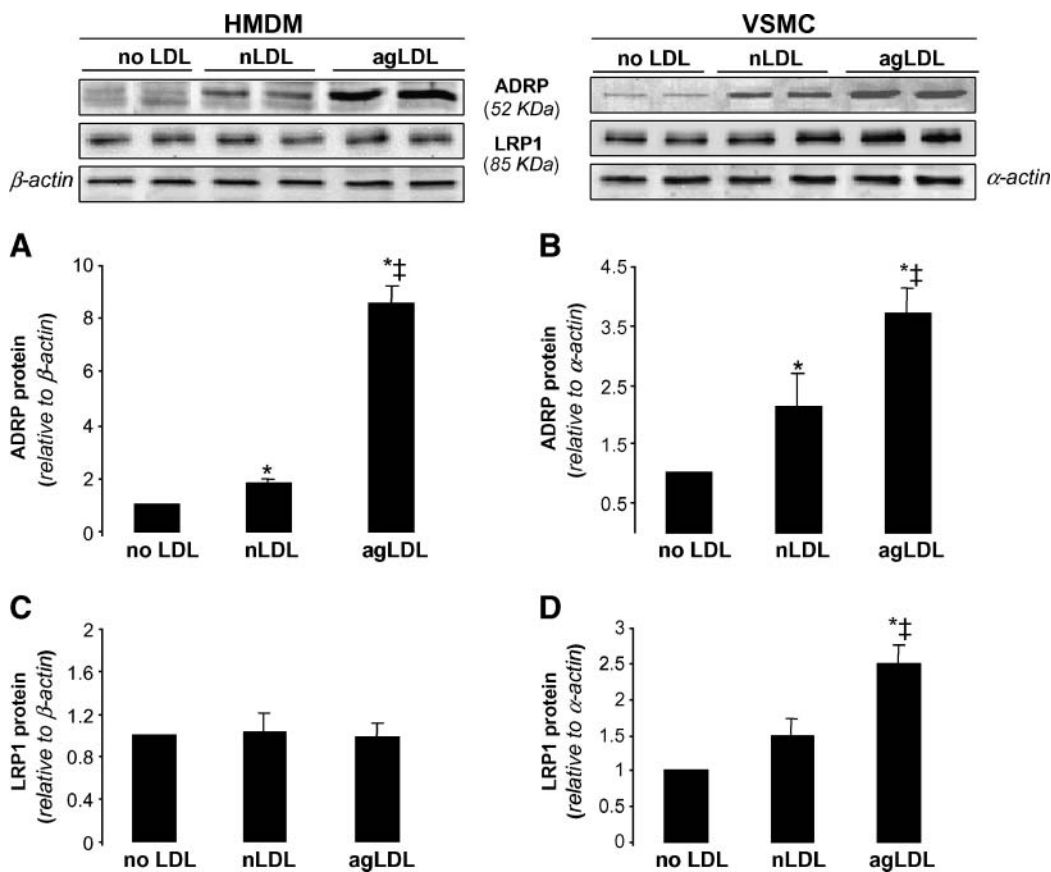 HMDM VSMC
no LDL nLDL agLDL no LDL nLDL agLDL
ADRP
(52 KDa)
LRP1
(85 KDa)
β-actin α-actin
A
10
8
6
4
2
0
ADRP protein
(relative to β-actin)
*
*‡
no LDL nLDL agLDL
B
4.5
3.5
2.5
1.5
0.5
ADRP protein
(relative to α-actin)
*
*‡
no LDL nLDL agLDL
C
2
1.6
1.2
0.8
0.4
0
LRP1 protein
(relative to β-actin)
no LDL nLDL agLDL
D
3
2.5
2
1.5
1
0.5
0
LRP1 protein
(relative to α-actin)
*‡
no LDL nLDL agLDL